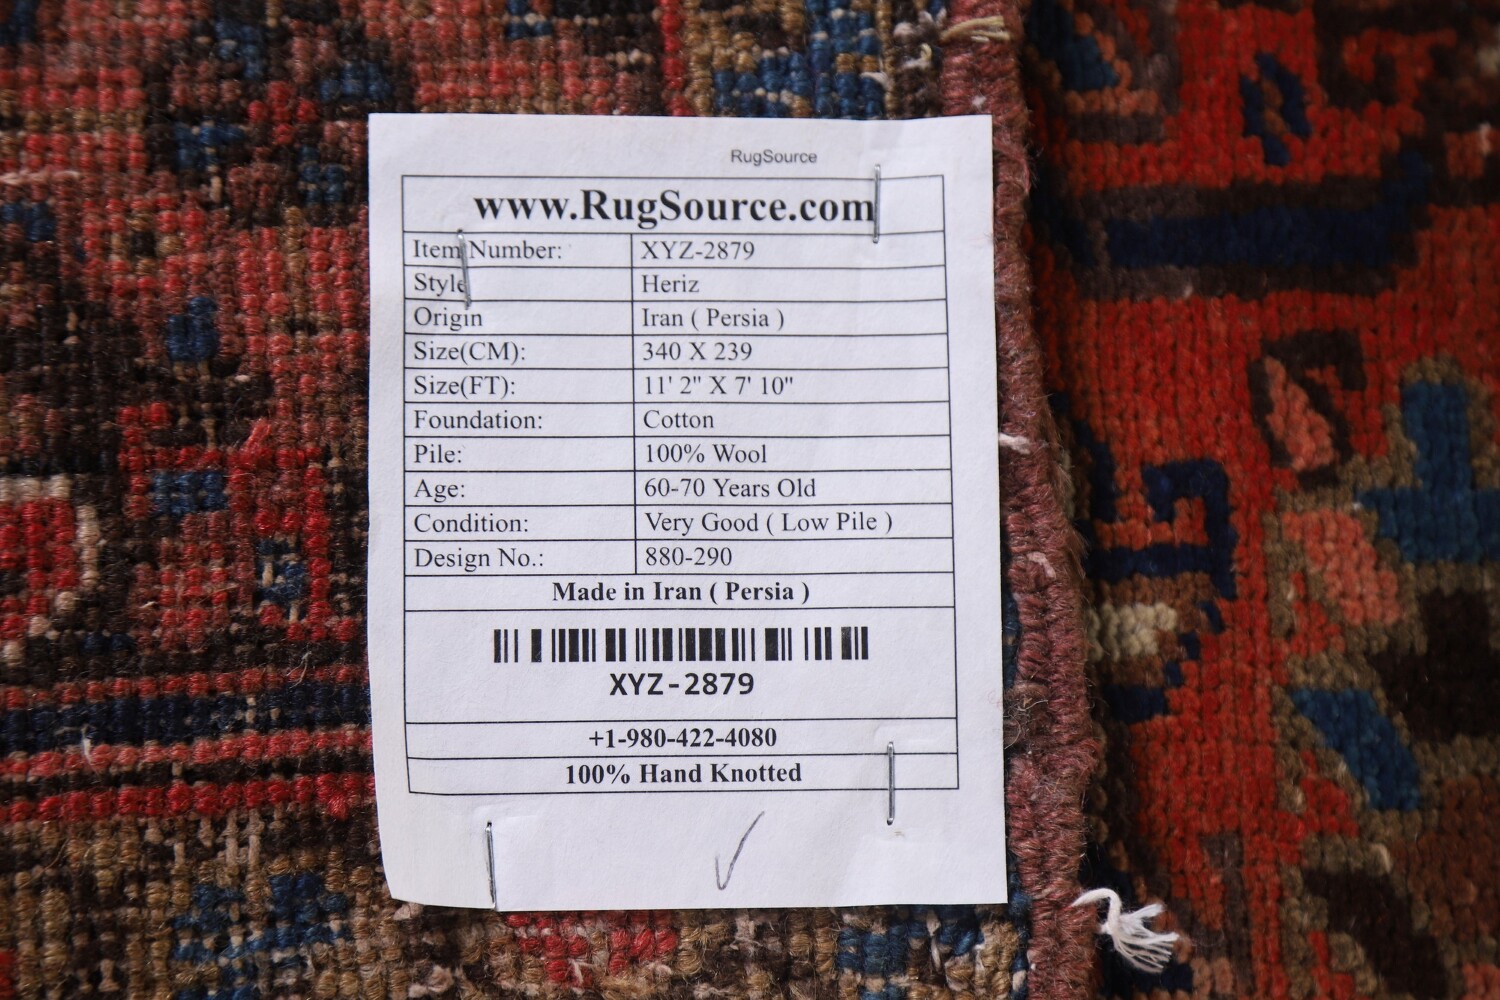 RugSource
www.RugSource.com
Item Number: XYZ-2879
Style Heriz
Origin Iran ( Persia )
Size(CM): 340 X 239
Size(FT): 11' 2" X 7' 10"
Foundation: Cotton
Pile: 100% Wool
Age: 60-70 Years Old
Condition: Very Good ( Low Pile )
Design No.: 880-290
Made in Iran ( Persia )
XYZ-2879
+1-980-422-4080
100% Hand Knotted